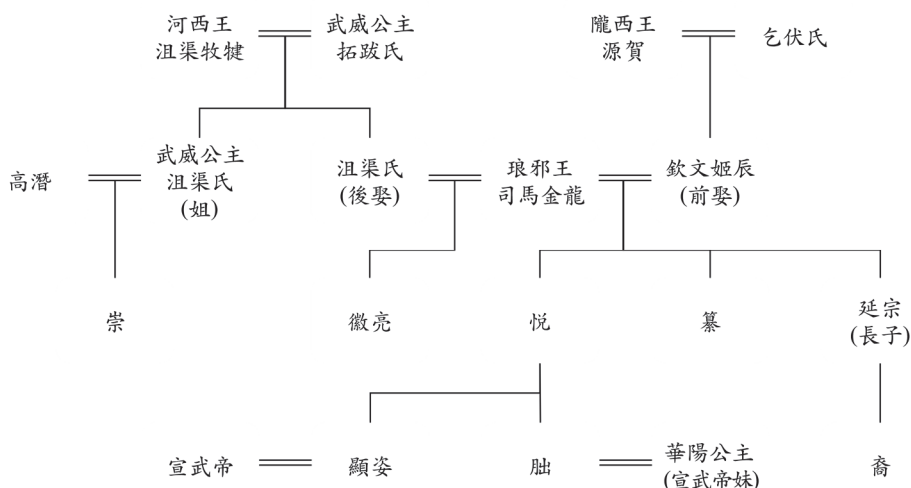 河西王
沮渠牧犍
武威公主
拓跋氏
隴西王
源賀
乞伏氏
高潛
武威公主
沮渠氏
(姐)
沮渠氏
(後娶)
琅邪王
司馬金龍
欽文姬辰
(前娶)
崇
徽亮
悦
纂
延宗
(長子)
宣武帝
顯姿
朏
華陽公主
(宣武帝妹)
裔